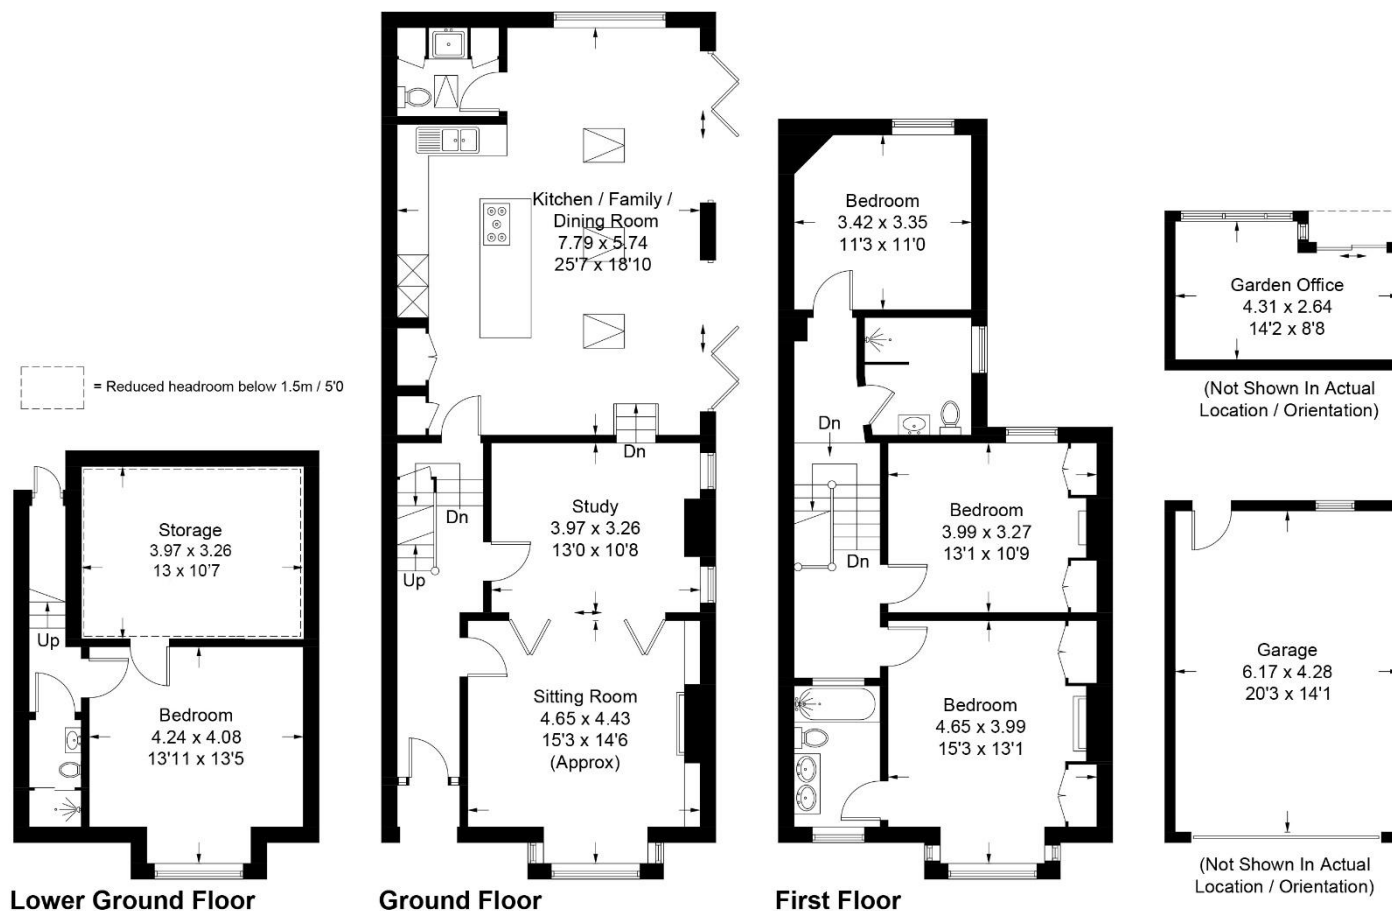 = Reduced headroom below 1.5m / 5'0
Storage
3.97 x 3.26
13 x 10'7
Up
Bedroom
4.24 x 4.08
13'11 x 13'5
Lower Ground Floor
Kitchen / Family /
Dining Room
7.79 x 5.74
25'7 x 18'10
Dn
Study
3.97 x 3.26
13'0 x 10'8
Dn
Up
Sitting Room
4.65 x 4.43
15'3 x 14'6
(Approx)
Ground Floor
Bedroom
3.42 x 3.35
11'3 x 11'0
Dn
Bedroom
3.99 x 3.27
13'1 x 10'9
Dn
Bedroom
4.65 x 3.99
15'3 x 13'1
First Floor
Garden Office
4.31 x 2.64
14'2 x 8'8
(Not Shown In Actual
Location / Orientation)
Garage
6.17 x 4.28
20'3 x 14'1
(Not Shown In Actual
Location / Orientation)